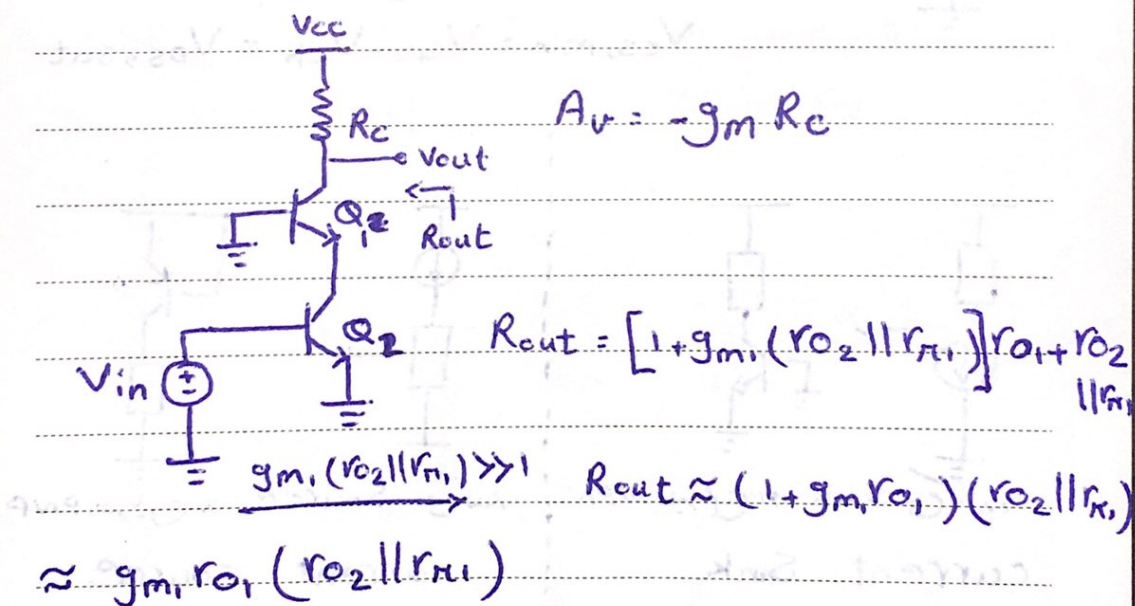 Vcc
Rc
Av = -gm Rc
Vout
Q1
Rout
Q2
Rout = [1+gm1(ro2 || rπ1)]ro1 + ro2 || rπ1
Vin
gm1(ro2||rπ1) >> 1
Rout ≈ (1+gm1ro1)(ro2||rπ1)
≈ gm1ro1(ro2||rπ1)